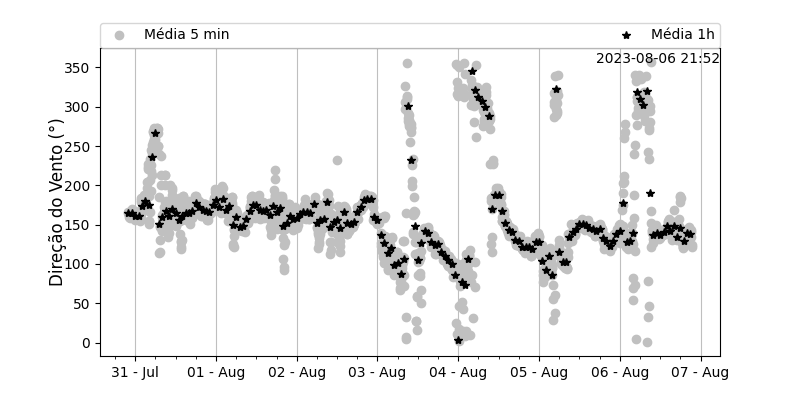 Média 5 min
Média 1h
2023-08-06 21:52
Direção do Vento (°)
350
300
250
200
150
100
50
0
31 - Jul
01 - Aug
02 - Aug
03 - Aug
04 - Aug
05 - Aug
06 - Aug
07 - Aug